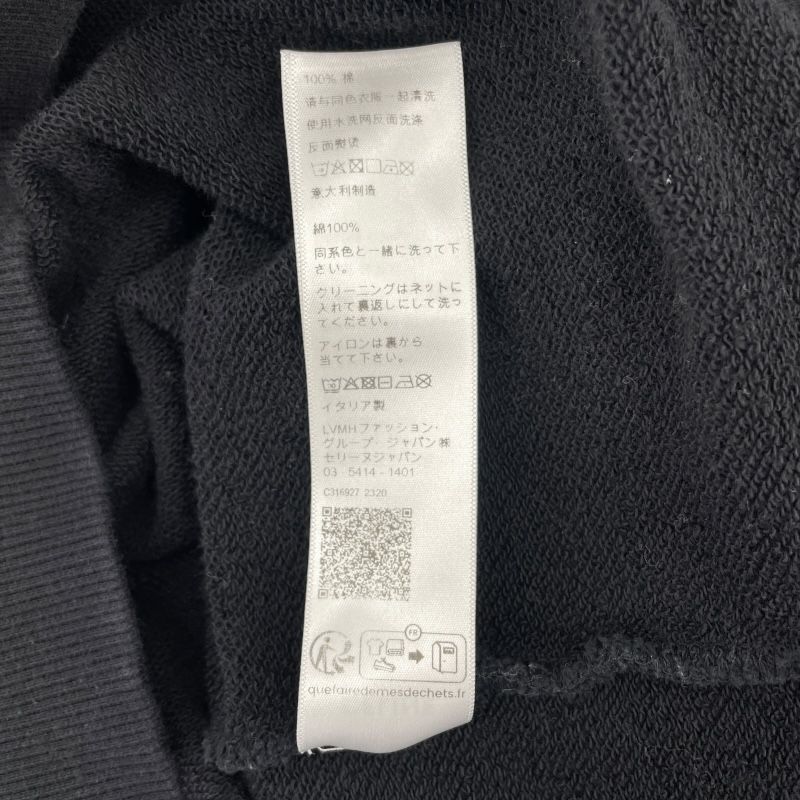 100% 棉
请与同色衣服一起清洗
使用水洗网反面洗涤
反面熨烫
意大利制造
綿100%
同系色と一緒に洗って下
さい。
クリーニングはネットに
入れて裏返しにして洗っ
てください。
アイロンは裏から
当てて下さい。
イタリア製
LVMHファッション・
グループ・ジャパン㈱
セリーヌジャパン
03 - 5414 - 1401
C316927 2320
FR
quefairedemesdechets.fr